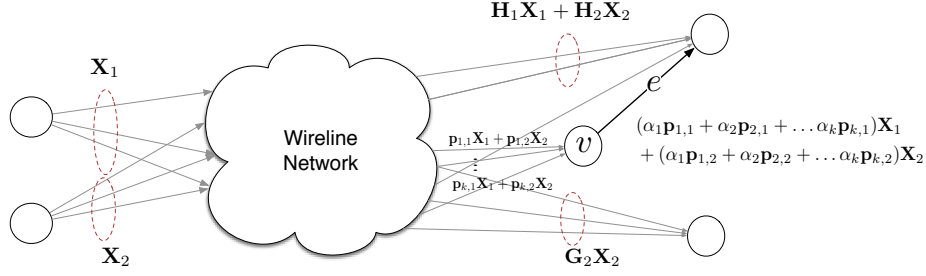 H₁X₁ + H₂X₂
X₁
e
(α₁p₁,₁ + α₂p₂,₁ + … αₖpₖ,₁)X₁
+ (α₁p₁,₂ + α₂p₂,₂ + … αₖpₖ,₂)X₂
Wireline
Network
p₁,₁X₁ + p₁,₂X₂
v
pₖ,₁X₁ + pₖ,₂X₂
X₂
G₂X₂